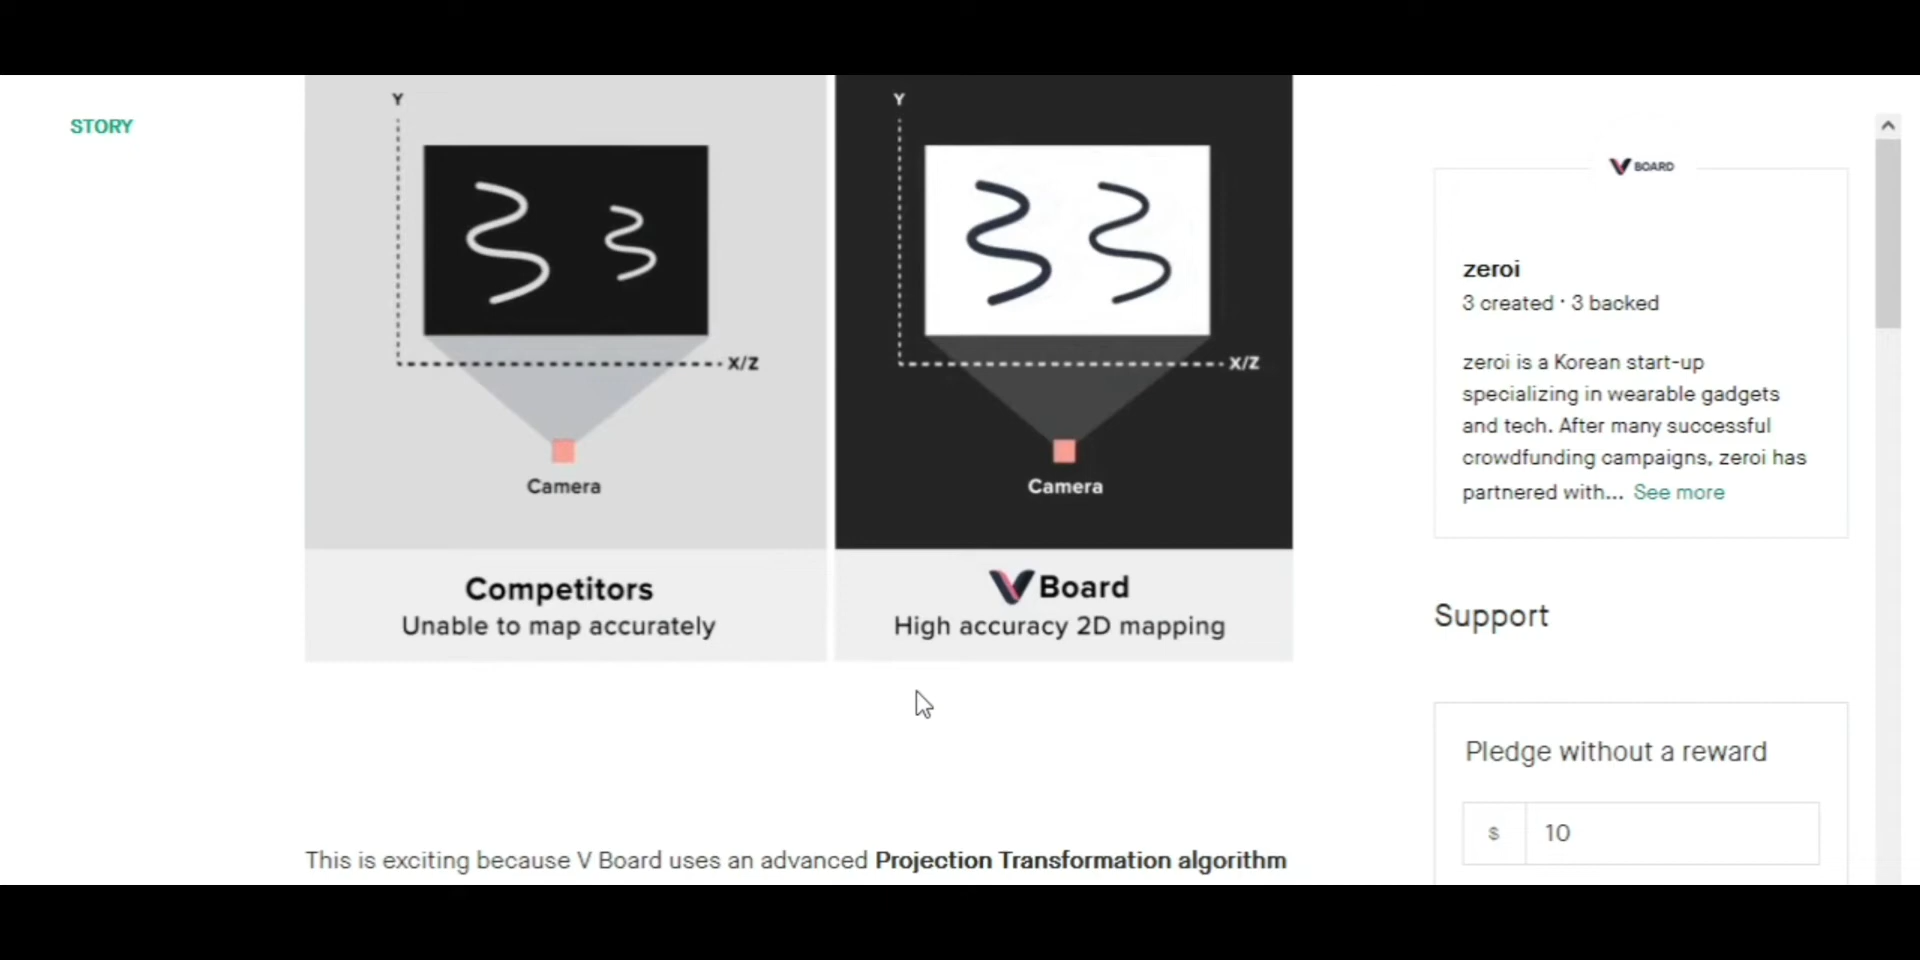 STORY
Y
X/Z
Camera
Competitors
Unable to map accurately
Y
X/Z
Camera
V Board
High accuracy 2D mapping
This is exciting because V Board uses an advanced Projection Transformation algorithm
V BOARD
zeroi
3 created · 3 backed
zeroi is a Korean start-up
specializing in wearable gadgets
and tech. After many successful
crowdfunding campaigns, zeroi has
partnered with... See more
Support
Pledge without a reward
$ 10